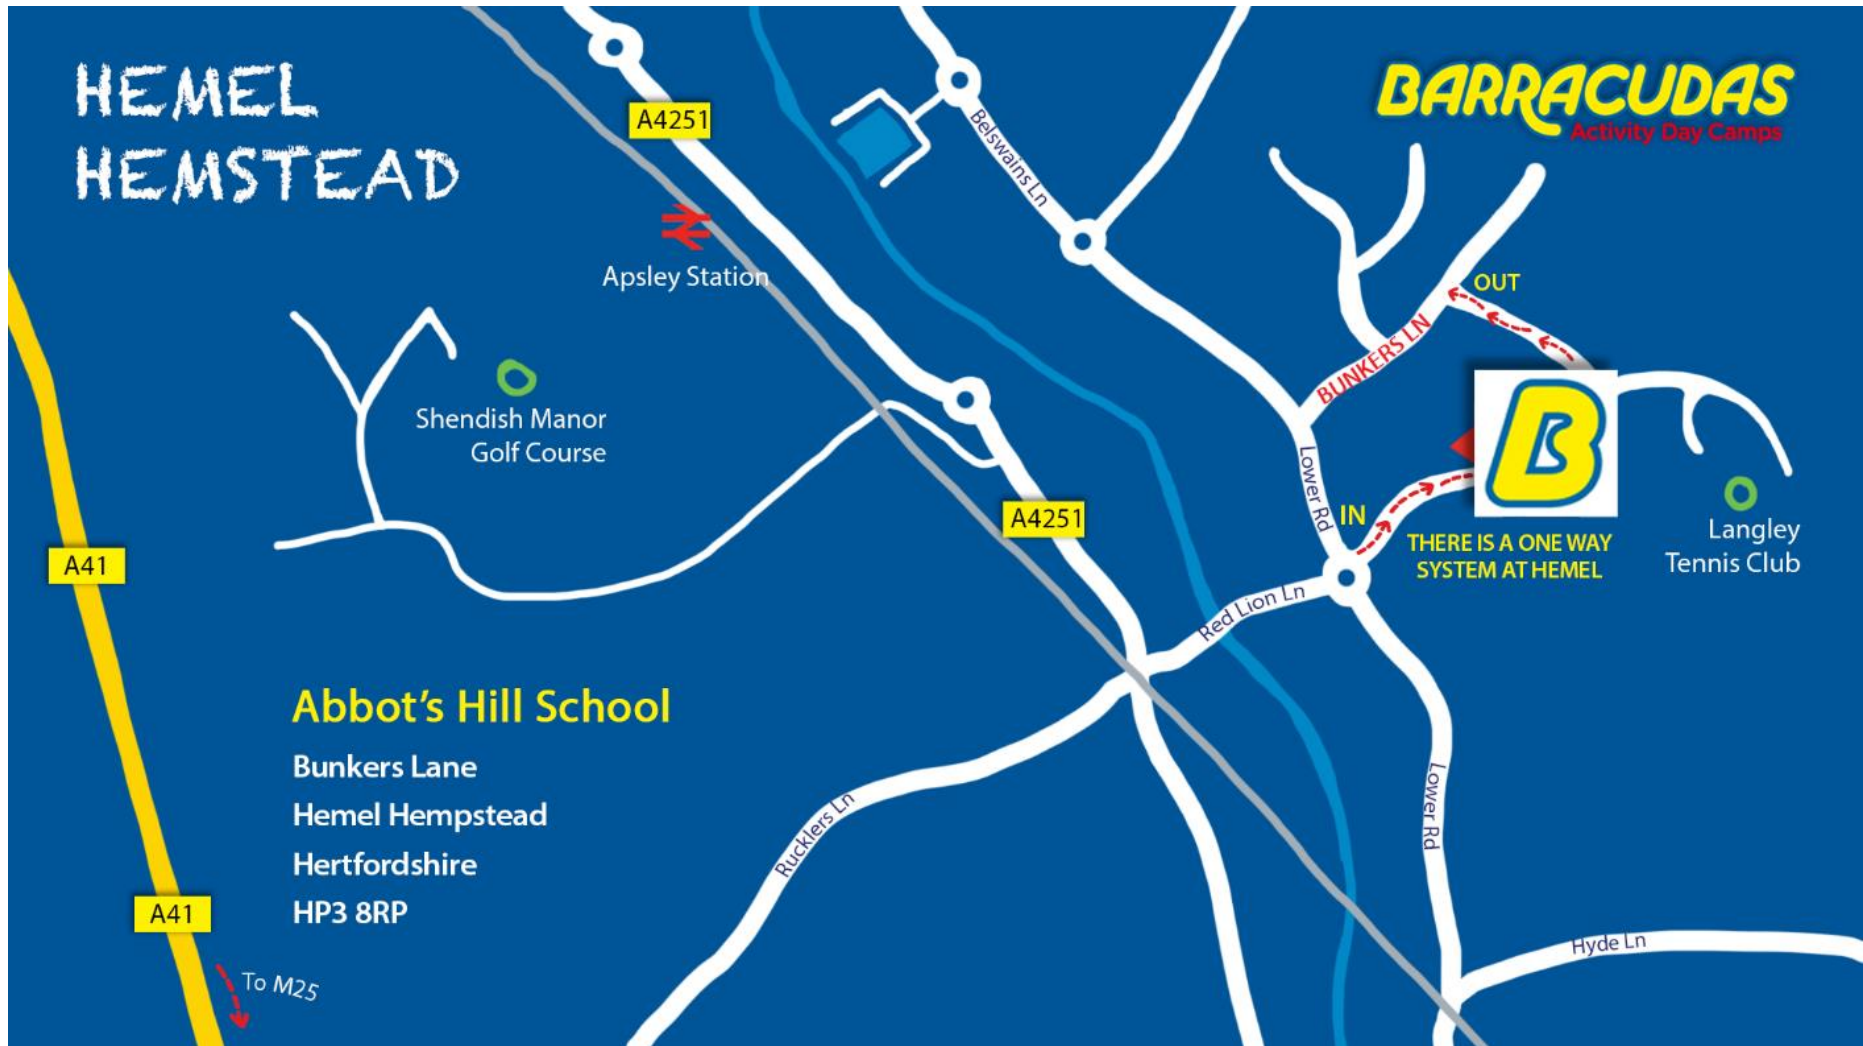 HEMEL
HEMSTEAD
BARRACUDAS
Activity Day Camps
A4251
Belswains Ln
Apsley Station
OUT
BUNKERS LN
B
Shendish Manor
Golf Course
Lower Rd
IN
A4251
THERE IS A ONE WAY
SYSTEM AT HEMEL
Langley
Tennis Club
A41
Red Lion Ln
Abbot's Hill School
Bunkers Lane
Hemel Hempstead
Hertfordshire
HP3 8RP
Rucklers Ln
Lower Rd
A41
To M25
Hyde Ln